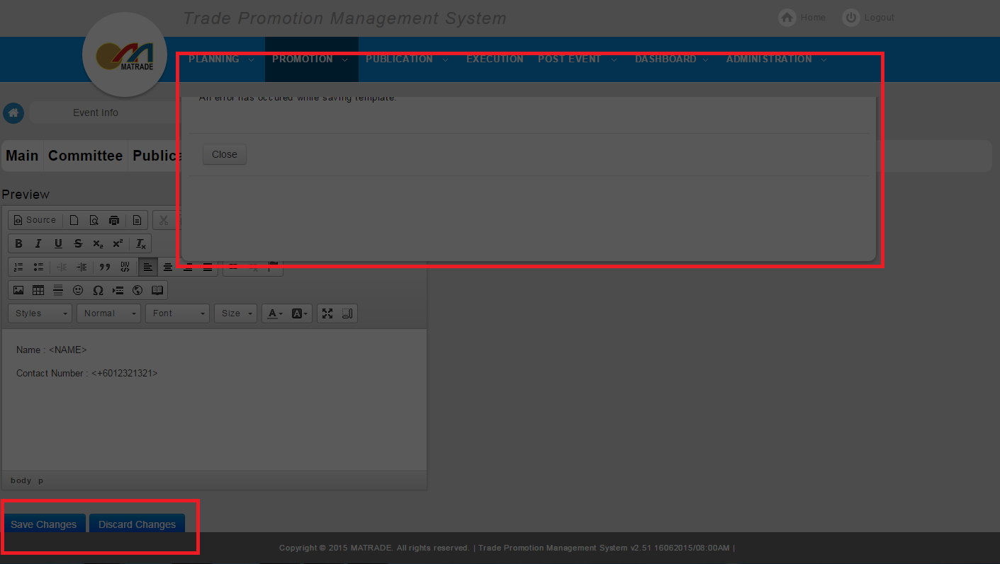 Trade Promotion Management System
Home
Logout
MATRADE
PLANNING
PROMOTION
PUBLICATION
EXECUTION
POST EVENT
DASHBOARD
ADMINISTRATION
An error has occured while saving template.
Event Info
Close
Main
Committee
Publica
Preview
Source
B I U S x₂ x² Tx
DIV
Styles
Normal
Font
Size
A
A
Name : <NAME>
Contact Number : <+6012321321>
body p
Save Changes
Discard Changes
Copyright © 2015 MATRADE. All rights reserved. | Trade Promotion Management System v2.51 16062015/08:00AM |